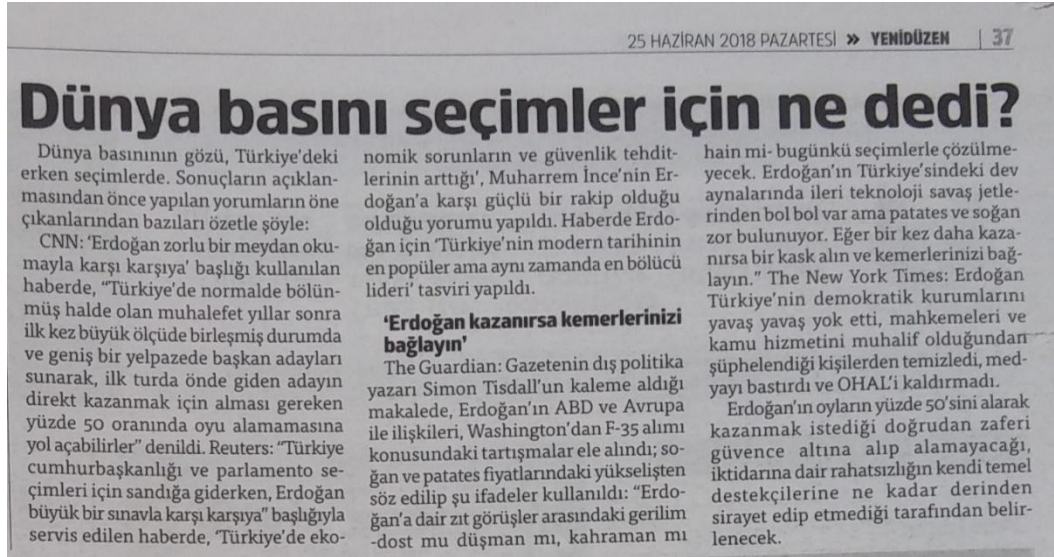 25 HAZİRAN 2018 PAZARTESİ » YENİDÜZEN | 37
Dünya basını seçimler için ne dedi?
Dünya basınının gözü, Türkiye'deki
erken seçimlerde. Sonuçların açıklan-
masından önce yapılan yorumların öne
çıkanlarından bazıları özetle şöyle:
CNN: 'Erdoğan zorlu bir meydan oku-
mayla karşı karşıya' başlığı kullanılan
haberde, "Türkiye'de normalde bölün-
müş halde olan muhalefet yıllar sonra
ilk kez büyük ölçüde birleşmiş durumda
ve geniş bir yelpazede başkan adayları
sunarak, ilk turda önde giden adayın
direkt kazanmak için alması gereken
yüzde 50 oranında oyu alamamasına
yol açabilirler" denildi. Reuters: "Türkiye
cumhurbaşkanlığı ve parlamento se-
çimleri için sandığa giderken, Erdoğan
büyük bir sınavla karşı karşıya" başlığıyla
servis edilen haberde, 'Türkiye'de eko-
nomik sorunların ve güvenlik tehdit-
lerinin arttığı', Muharrem İnce'nin Er-
doğan'a karşı güçlü bir rakip olduğu
olduğu yorumu yapıldı. Haberde Erdo-
ğan için 'Türkiye'nin modern tarihinin
en popüler ama aynı zamanda en bölücü
lideri' tasviri yapıldı.
'Erdoğan kazanırsa kemerlerinizi
bağlayın'
The Guardian: Gazetenin dış politika
yazarı Simon Tisdall'un kaleme aldığı
makalede, Erdoğan'ın ABD ve Avrupa
ile ilişkileri, Washington'dan F-35 alımı
konusundaki tartışmalar ele alındı; so-
ğan ve patates fiyatlarındaki yükselişten
söz edilip şu ifadeler kullanıldı: "Erdo-
ğan'a dair zıt görüşler arasındaki gerilim
-dost mu düşman mı, kahraman mı
hain mi- bugünkü seçimlerle çözülme-
yecek. Erdoğan'ın Türkiye'sindeki dev
aynalarında ileri teknoloji savaş jetle-
rinden bol bol var ama patates ve soğan
zor bulunuyor. Eğer bir kez daha kaza-
nırsa bir kask alın ve kemerlerinizi bağ-
layın." The New York Times: Erdoğan
Türkiye'nin demokratik kurumlarını
yavaş yavaş yok etti, mahkemeleri ve
kamu hizmetini muhalif olduğundan
şüphelendiği kişilerden temizledi, med-
yayı bastırdı ve OHAL'i kaldırmadı.
Erdoğan'ın oyların yüzde 50'sini alarak
kazanmak istediği doğrudan zaferi
güvence altına alıp alamayacağı,
iktidarına dair rahatsızlığın kendi temel
destekçilerine ne kadar derinden
sirayet edip etmediği tarafından belir-
lenecek.